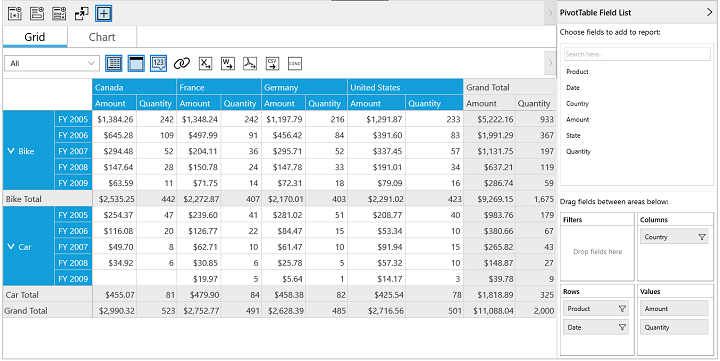 PivotTable Field List
Grid Chart
Choose fields to add to report:
All 123 X W CSV COND
Search here..
Canada France Germany United States Grand Total
Amount Quantity Amount Quantity Amount Quantity Amount Quantity Amount Quantity
Bike
FY 2005 $1,384.26 242 $1,348.24 242 $1,197.79 216 $1,291.87 233 $5,222.16 933
FY 2006 $645.28 109 $497.99 91 $456.42 84 $391.60 83 $1,991.29 367
FY 2007 $294.48 52 $204.11 36 $295.71 52 $337.45 57 $1,131.75 197
FY 2008 $147.64 28 $150.78 24 $147.78 33 $191.01 34 $637.21 119
FY 2009 $63.59 11 $71.75 14 $72.31 18 $79.09 16 $286.74 59
Bike Total $2,535.25 442 $2,272.87 407 $2,170.01 403 $2,291.02 423 $9,269.15 1,675
Car
FY 2005 $254.37 47 $239.60 41 $281.02 51 $208.77 40 $983.76 179
FY 2006 $116.08 20 $126.77 22 $84.47 15 $53.34 10 $380.66 67
FY 2007 $49.70 8 $62.71 10 $61.47 10 $91.94 15 $265.82 43
FY 2008 $34.92 6 $30.85 6 $25.78 5 $57.32 10 $148.87 27
FY 2009 $19.97 5 $5.64 1 $14.17 3 $39.78 9
Car Total $455.07 81 $479.90 84 $458.38 82 $425.54 78 $1,818.89 325
Grand Total $2,990.32 523 $2,752.77 491 $2,628.39 485 $2,716.56 501 $11,088.04 2,000
Product
Date
Country
Amount
State
Quantity
Drag fields between areas below:
Filters Columns
Drop fields here Country
Rows Values
Product Amount
Date Quantity